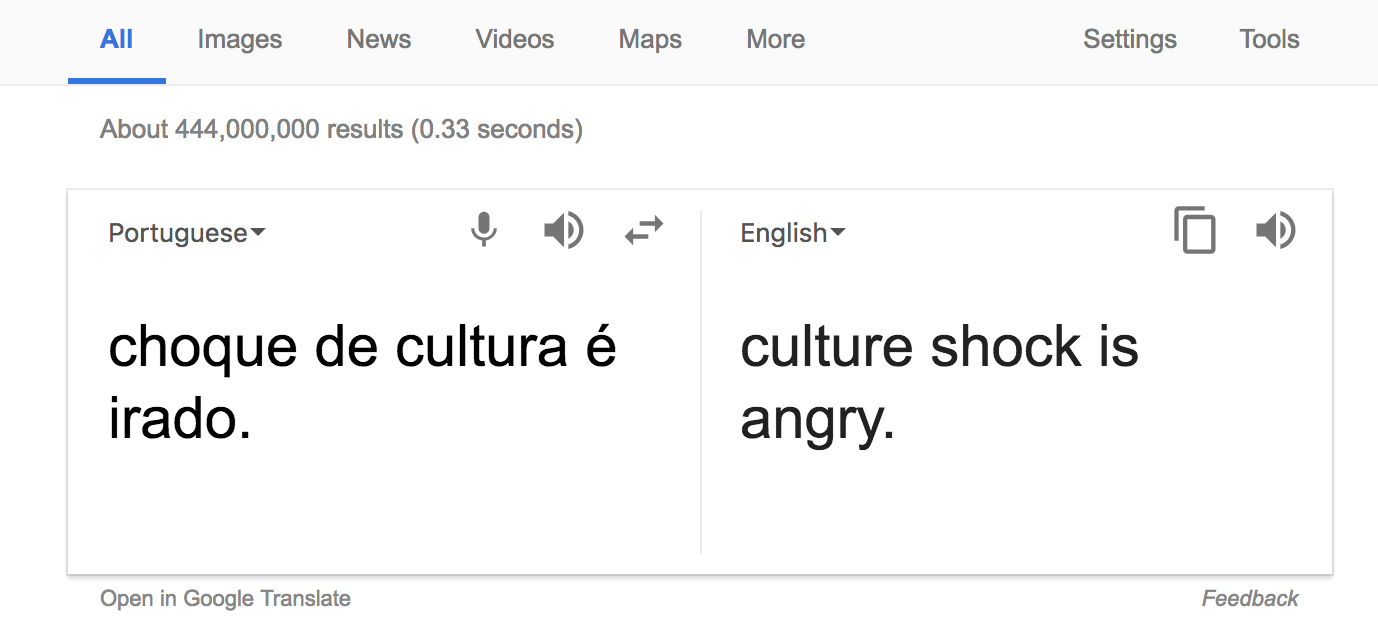 All Images News Videos Maps More Settings Tools
About 444,000,000 results (0.33 seconds)
Portuguese
choque de cultura é
irado.
English
culture shock is
angry.
Open in Google Translate
Feedback